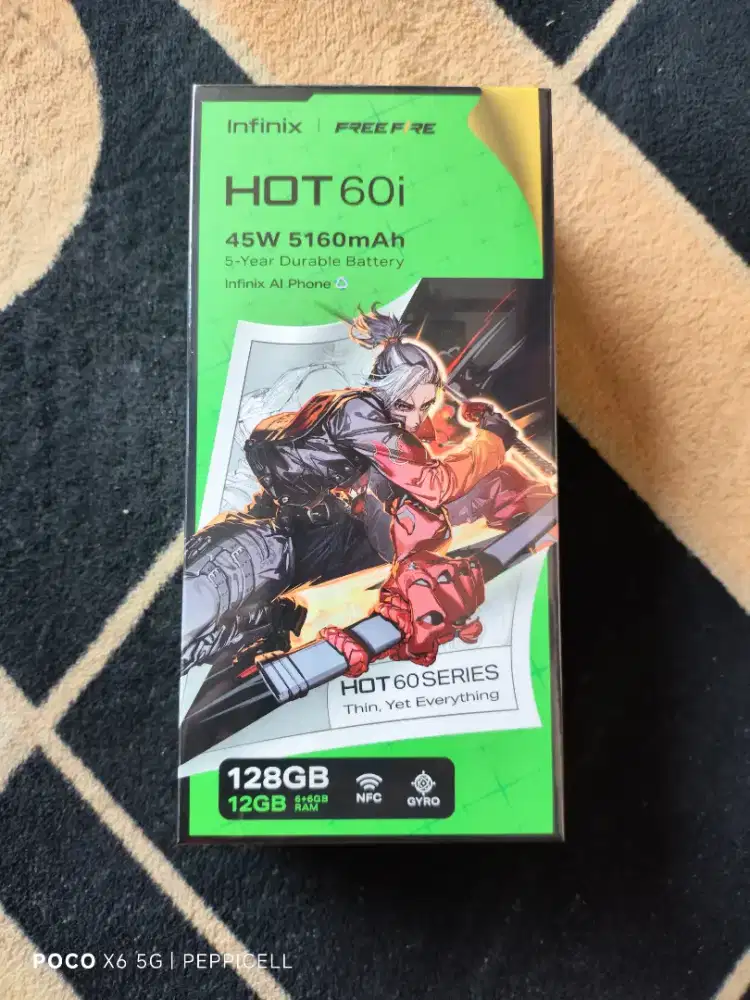 Infinix | FREE FIRE
HOT 60i
45W 5160mAh
5-Year Durable Battery
Infinix AI Phone
HOT 60 SERIES
Thin, Yet Everything
128GB
12GB 6+6GB RAM
NFC
GYRO
POCO X6 5G | PEPPICELL